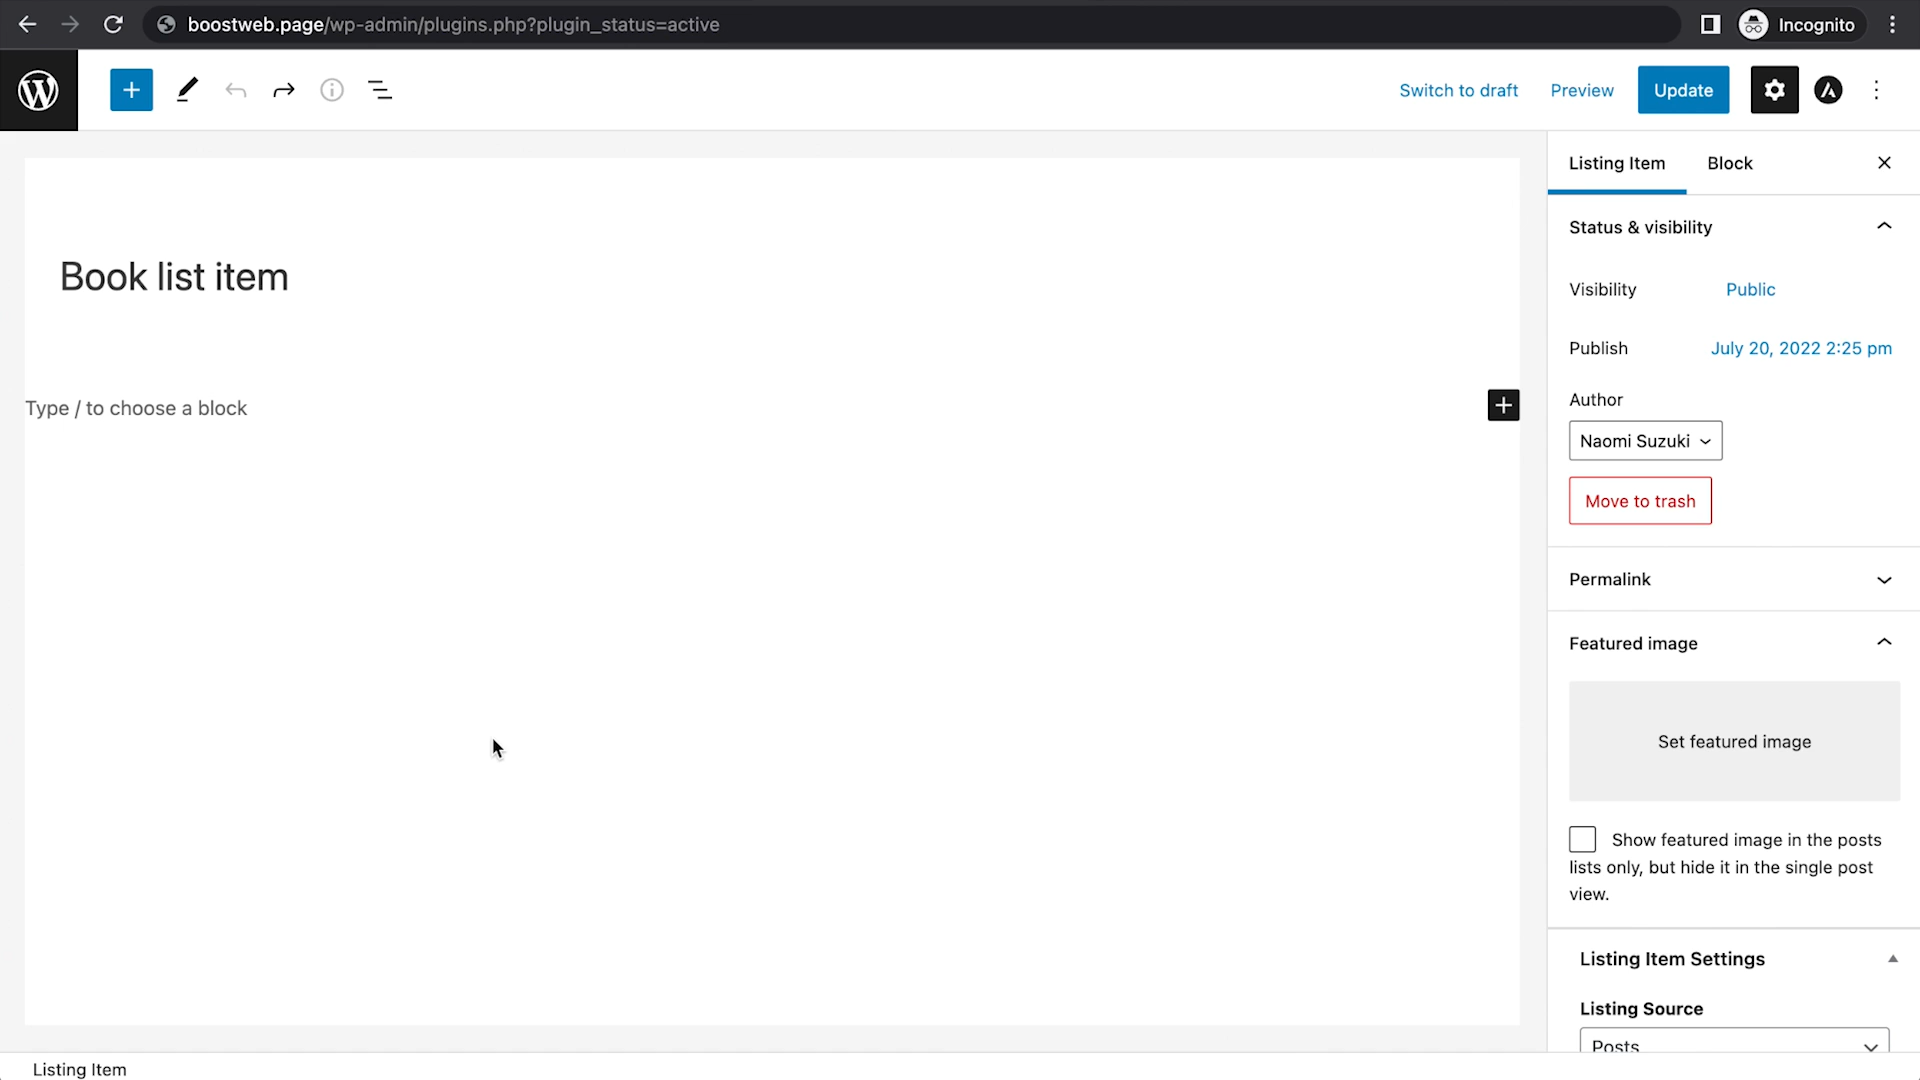 boostweb.page/wp-admin/plugins.php?plugin_status=active
Incognito
Switch to draft
Preview
Update
Listing Item
Block
Status & visibility
Book list item
Visibility
Public
Publish
July 20, 2022 2:25 pm
Author
Type / to choose a block
Naomi Suzuki
Move to trash
Permalink
Featured image
Set featured image
Show featured image in the posts
lists only, but hide it in the single post
view.
Listing Item Settings
Listing Source
Posts
Listing Item